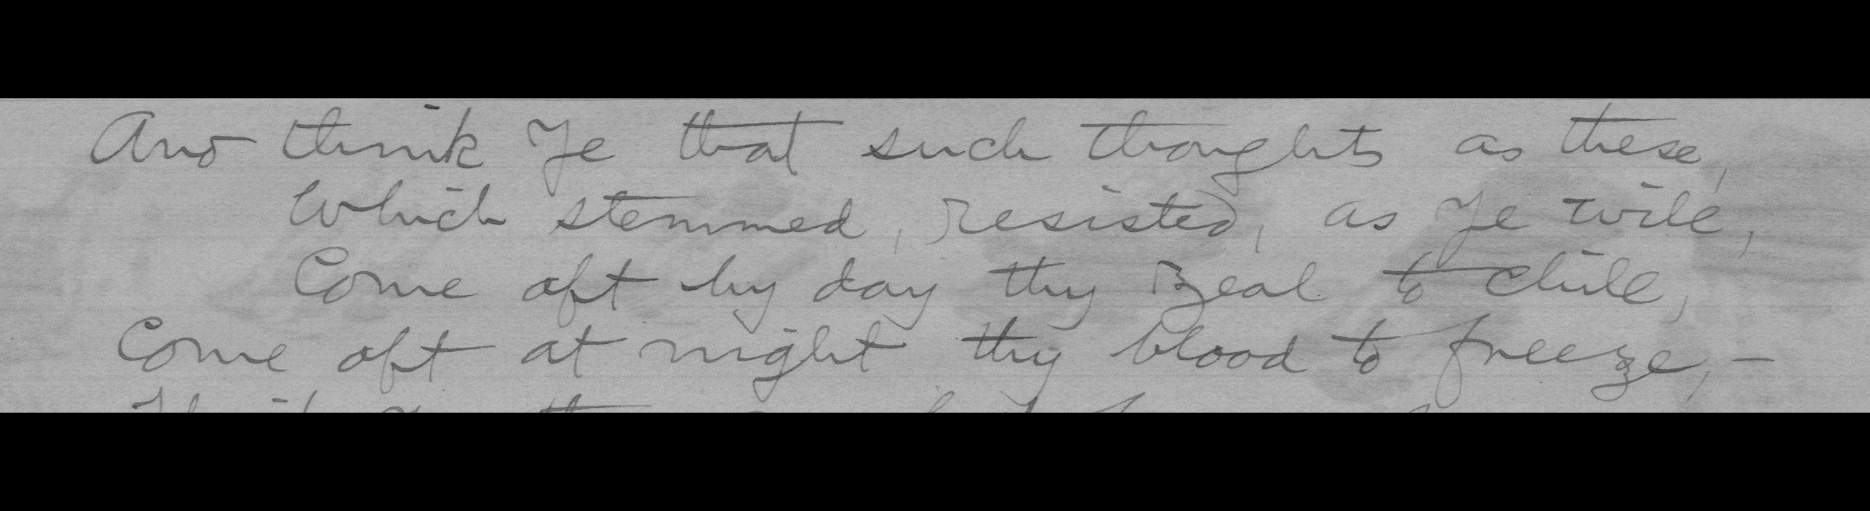 And think Ye that such thoughts as these,
Which stemmed, resisted, as Ye will,
Come oft by day thy zeal to chill,
Come oft at night thy blood to freeze, -